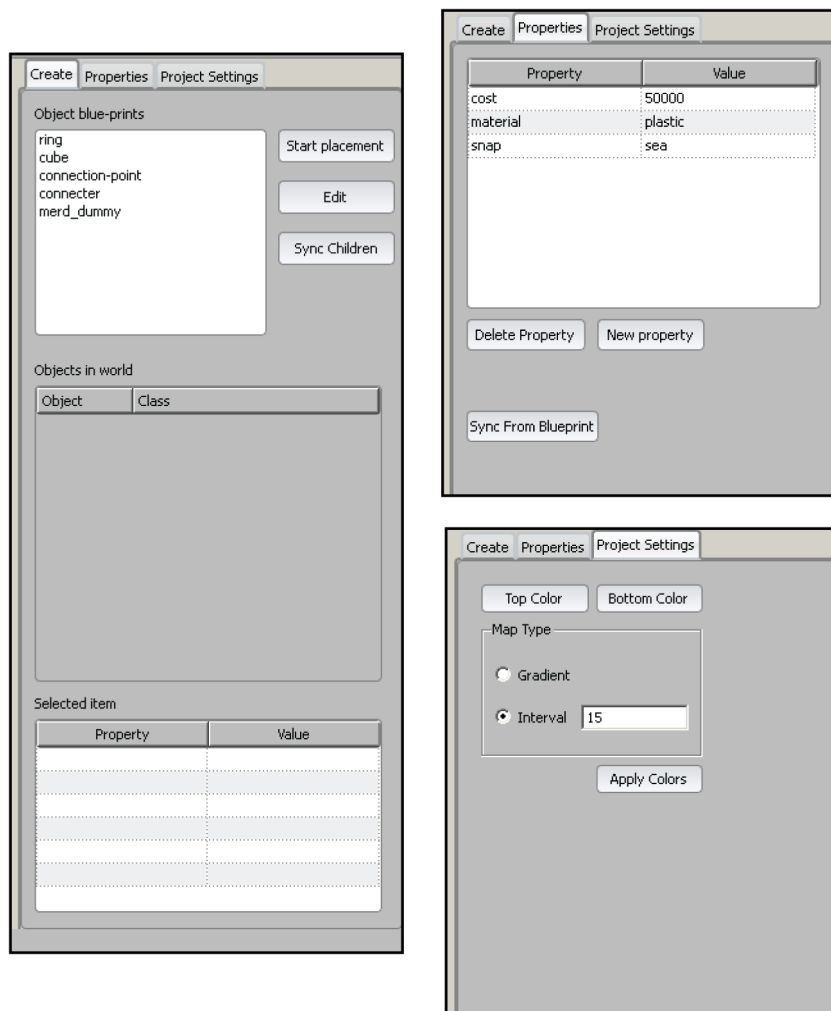 Create Properties Project Settings
Object blue-prints
ring
cube
connection-point
connecter
merd_dummy
Start placement
Edit
Sync Children
Objects in world
Object Class
Selected item
Property Value
Create Properties Project Settings
Property Value
cost 50000
material plastic
snap sea
Delete Property New property
Sync From Blueprint
Create Properties Project Settings
Top Color Bottom Color
Map Type
Gradient
Interval 15
Apply Colors